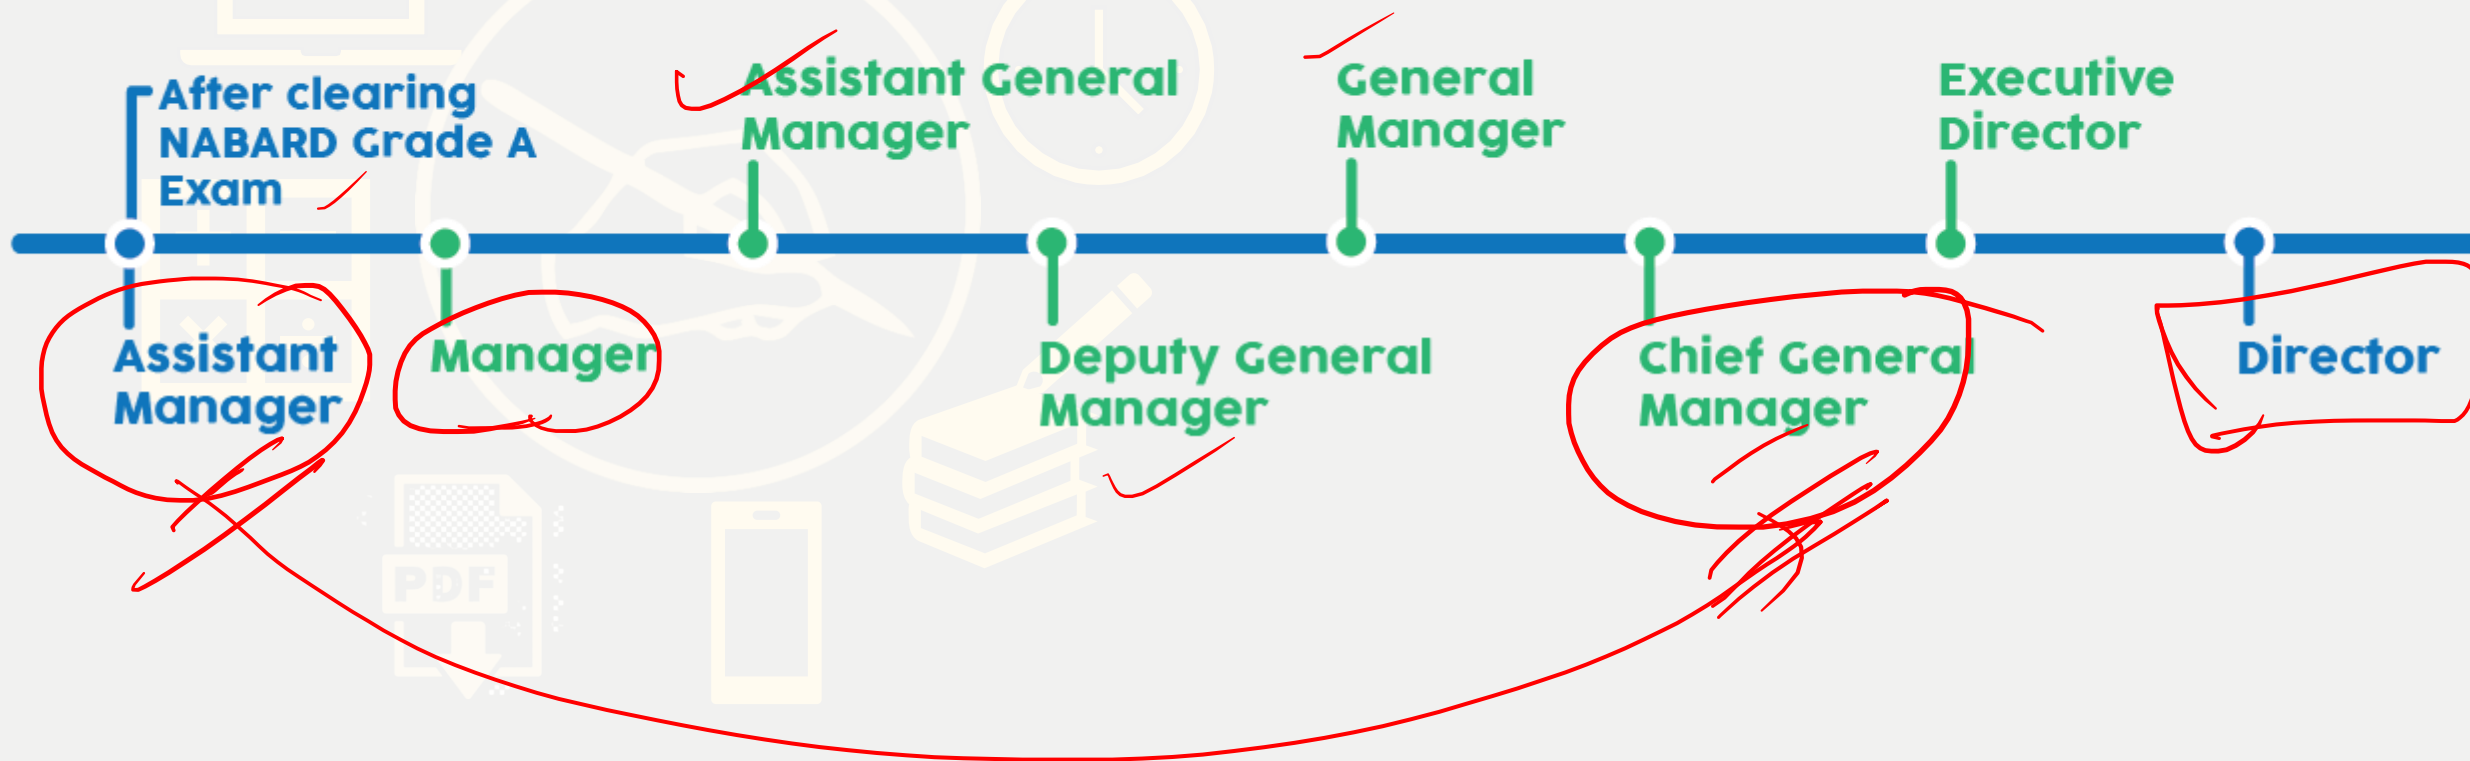 After clearing
NABARD Grade A
Exam
Assistant
Manager
Manager
Assistant General
Manager
Deputy General
Manager
General
Manager
Chief General
Manager
Executive
Director
Director
PDF